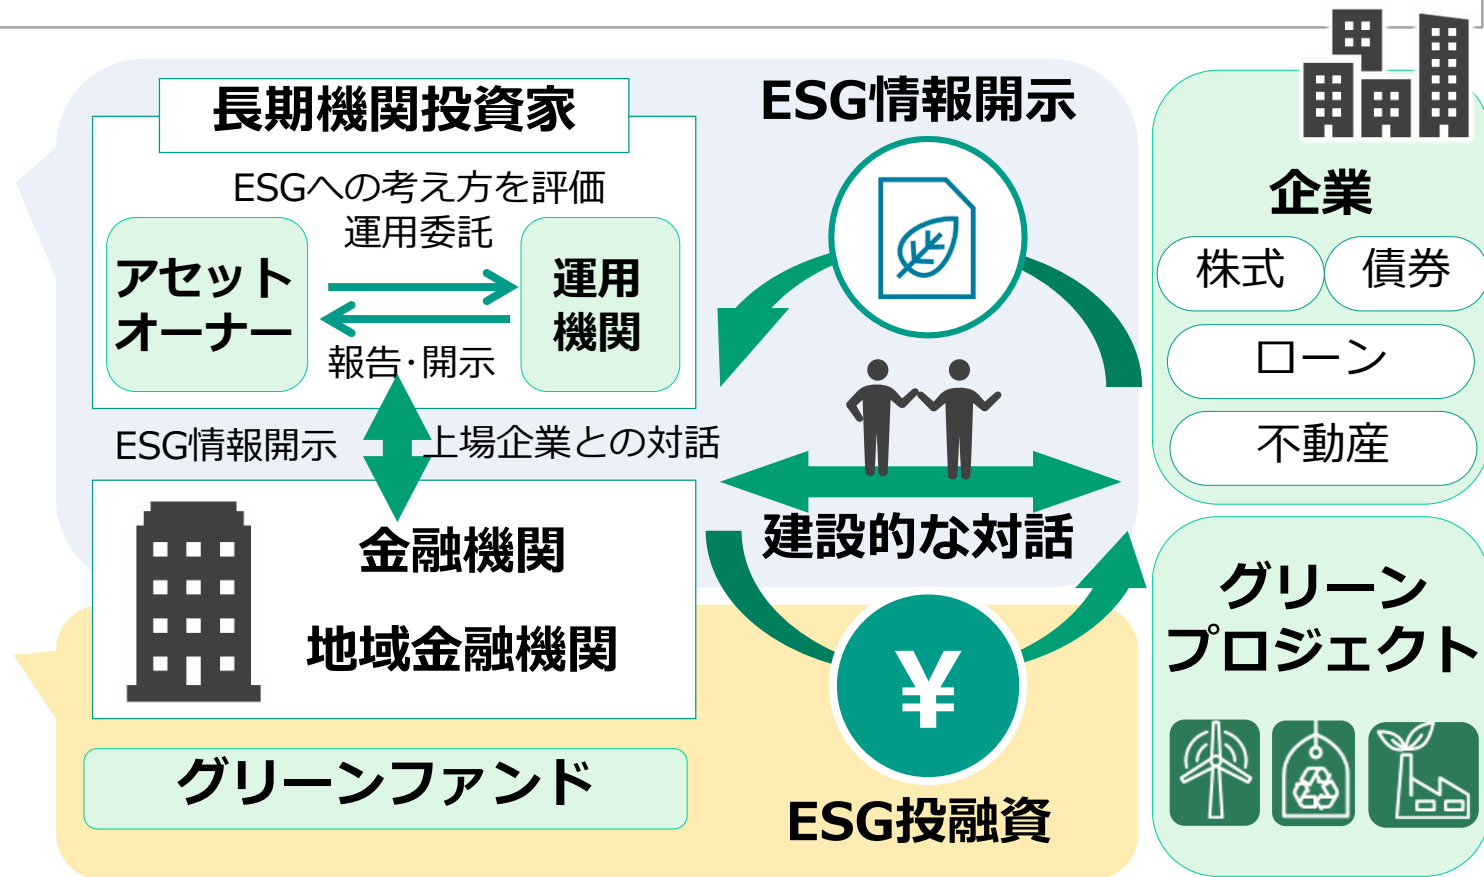 長期機関投資家
ESGへの考え方を評価
運用委託
アセット
オーナー
運用
機関
報告･開示
ESG情報開示
上場企業との対話
金融機関
地域金融機関
グリーンファンド
ESG情報開示
建設的な対話
¥
ESG投融資
企業
株式
債券
ローン
不動産
グリーン
プロジェクト